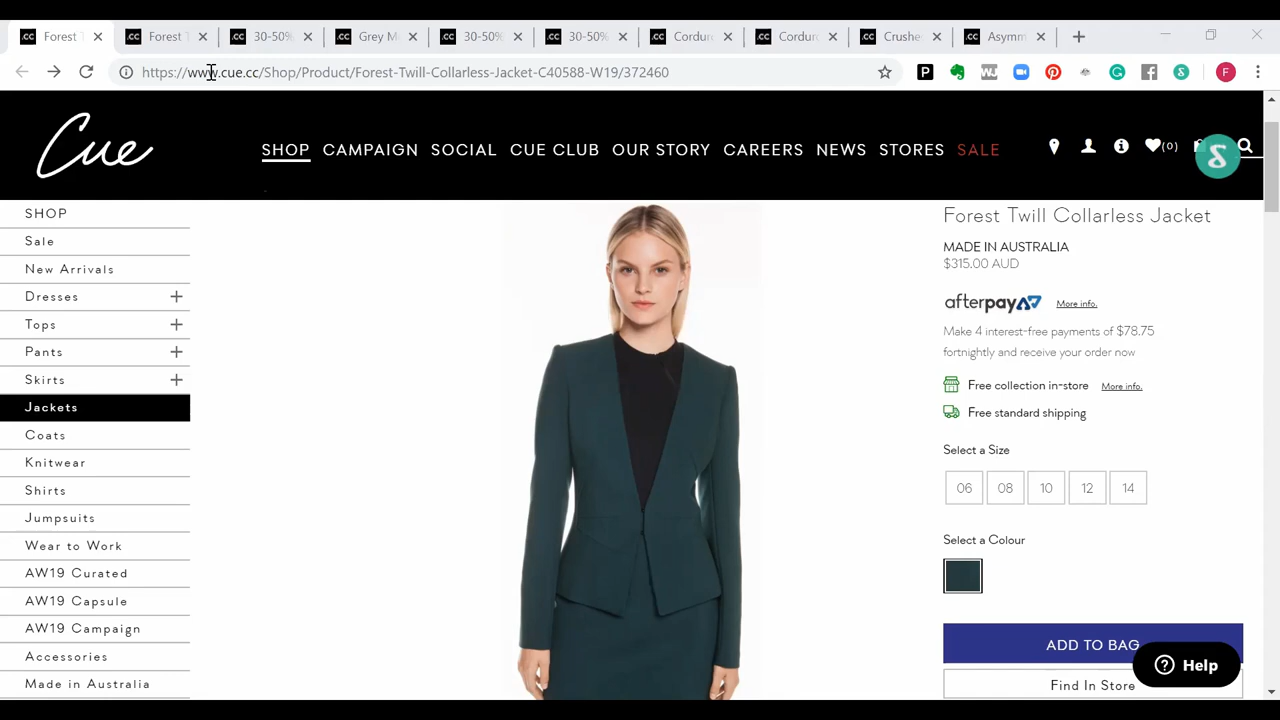 Forest T
Forest T
30-50%
Grey M
30-50%
30-50%
Cordur
Cordur
Crushe
Asymm
https://www.cue.cc/Shop/Product/Forest-Twill-Collarless-Jacket-C40588-W19/372460
Cue
SHOP CAMPAIGN SOCIAL CUE CLUB OUR STORY CAREERS NEWS STORES SALE
(0)
SHOP
Sale
New Arrivals
Dresses
Tops
Pants
Skirts
Jackets
Coats
Knitwear
Shirts
Jumpsuits
Wear to Work
AW19 Curated
AW19 Capsule
AW19 Campaign
Accessories
Made in Australia
Forest Twill Collarless Jacket
MADE IN AUSTRALIA
$315.00 AUD
afterpay More info.
Make 4 interest-free payments of $78.75
fortnightly and receive your order now
Free collection in-store More info.
Free standard shipping
Select a Size
06 08 10 12 14
Select a Colour
ADD TO BAG
Help
Find In Store